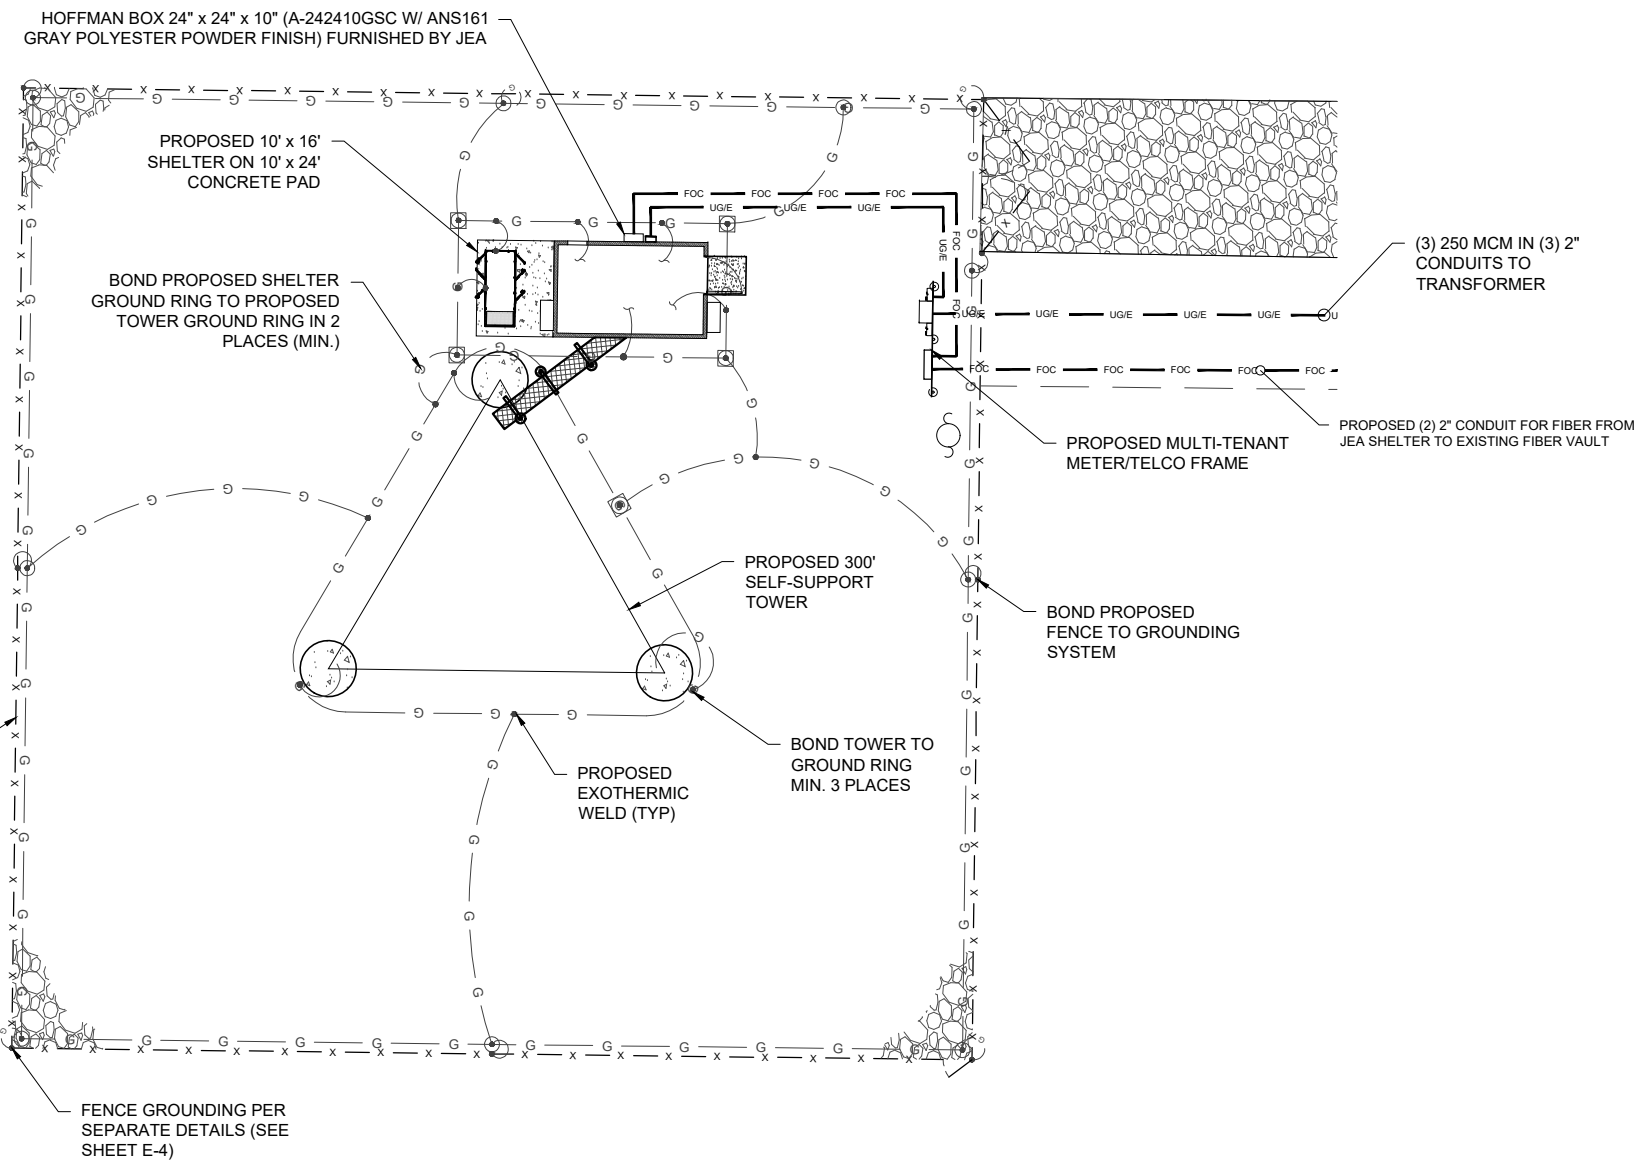 HOFFMAN BOX 24" x 24" x 10" (A-242410GSC W/ ANS161
GRAY POLYESTER POWDER FINISH) FURNISHED BY JEA
PROPOSED 10' x 16'
SHELTER ON 10' x 24'
CONCRETE PAD
BOND PROPOSED SHELTER
GROUND RING TO PROPOSED
TOWER GROUND RING IN 2
PLACES (MIN.)
FOC FOC FOC FOC
UG/E UG/E UG/E
UG/E
FOC
FOC
(3) 250 MCM IN (3) 2"
CONDUITS TO
TRANSFORMER
UG/E UG/E UG/E UG/E UG/E U
FOC FOC FOC FOC FOC FOC
PROPOSED (2) 2" CONDUIT FOR FIBER FROM
JEA SHELTER TO EXISTING FIBER VAULT
PROPOSED MULTI-TENANT
METER/TELCO FRAME
PROPOSED 300'
SELF-SUPPORT
TOWER
BOND PROPOSED
FENCE TO GROUNDING
SYSTEM
BOND TOWER TO
GROUND RING
MIN. 3 PLACES
PROPOSED
EXOTHERMIC
WELD (TYP)
FENCE GROUNDING PER
SEPARATE DETAILS (SEE
SHEET E-4)